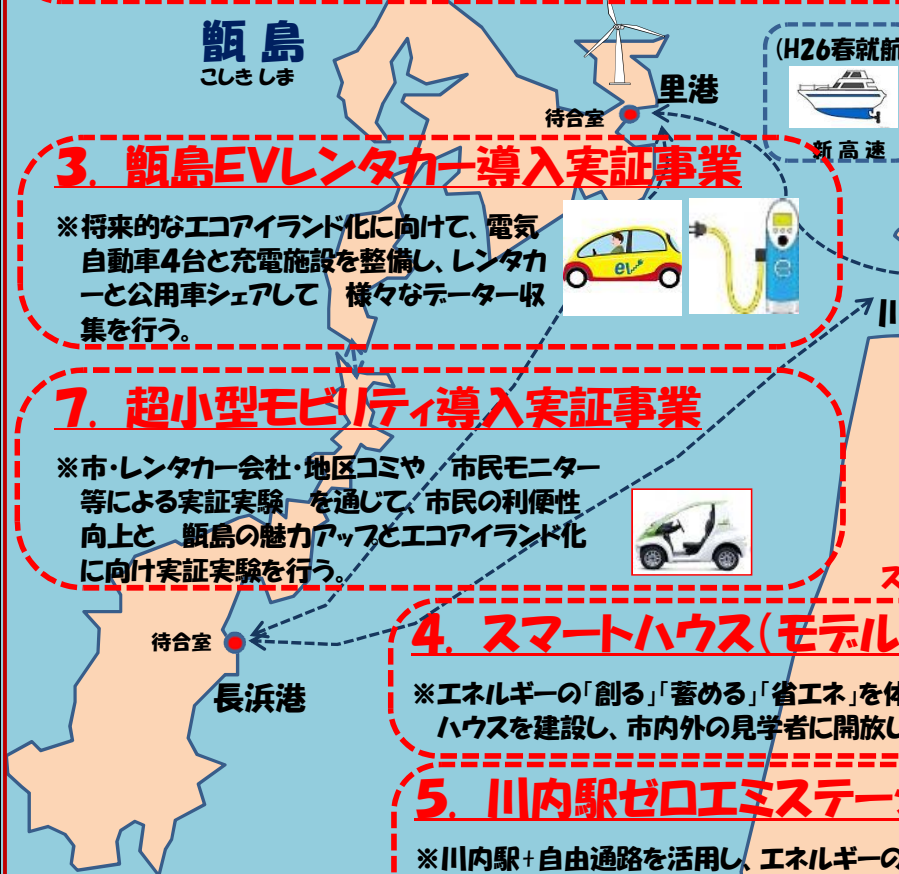 甑島
こしきしま
(H26春就航
里港
待合室
新高速
3. 甑島EVレンタカー導入実証事業
※将来的なエコアイランド化に向けて、電気
自動車4台と充電施設を整備し、レンタカ
ーと公用車シェアして 様々なデーター収
集を行う。
ev
川
7. 超小型モビリティ導入実証事業
※市・レンタカー会社・地区コミや 市民モニター
等による実証実験 を通じて、市民の利便性
向上と 甑島の魅力アップとエコアイランド化
に向け実証実験を行う。
ス
待合室
長浜港
4. スマートハウス(モデル
※エネルギーの「創る」「蓄める」「省エネ」を体
ハウスを建設し、市内外の見学者に開放し
5. 川内駅ゼロエミステー
※川内駅+自由通路を活用し、エネルギーの